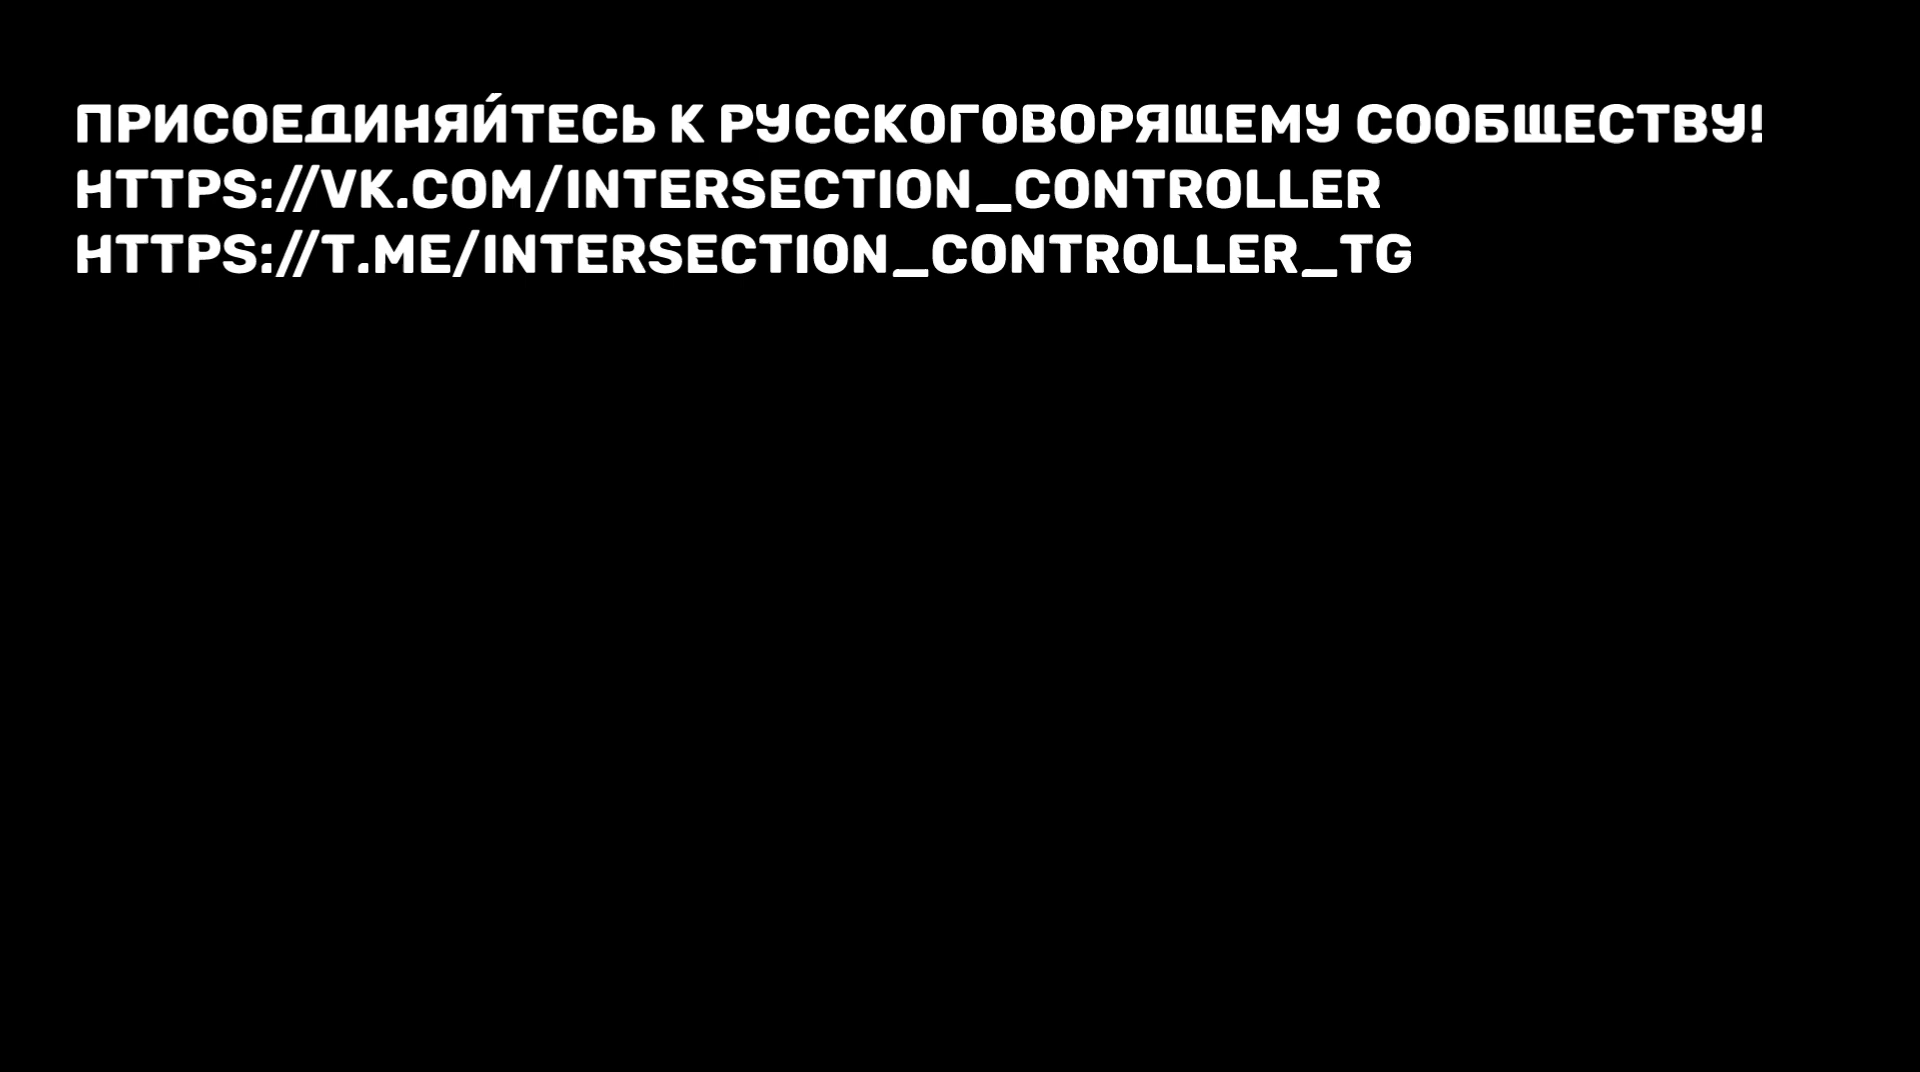 ПРИСОЕДИНЯЙТЕСЬ К РУССКОГОВОРЯЩЕМУ СООБЩЕСТВУ!
HTTPS://VK.COM/INTERSECTION_CONTROLLER
HTTPS://T.ME/INTERSECTION_CONTROLLER_TG